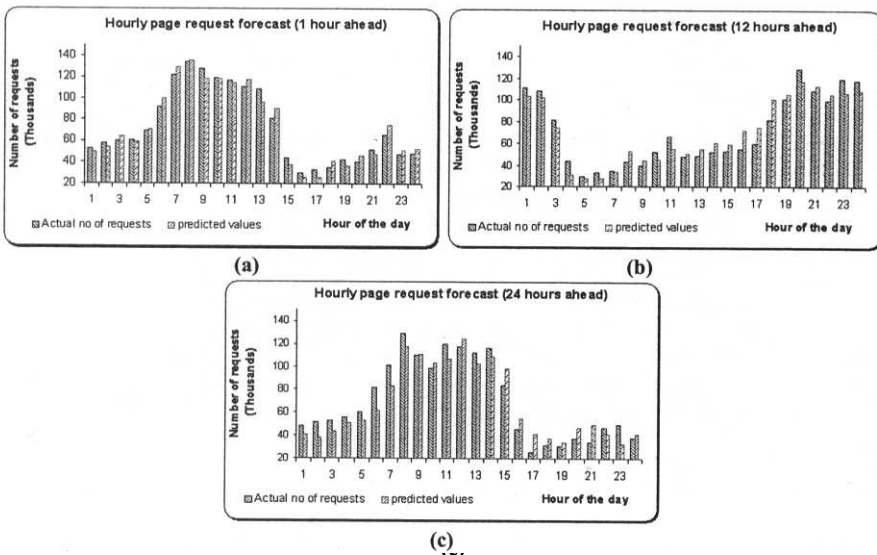 Hourly page request forecast (1 hour ahead)
Number of requests
(Thousands)
140
120
100
80
60
40
20
1 3 5 7 9 11 13 15 17 19 21 23
Actual no of requests predicted values Hour of the day
(a)
Hourly page request forecast (12 hours ahead)
Number of requests
(Thousands)
140
120
100
80
60
40
20
1 3 5 7 9 11 13 15 17 19 21 23
Actual no of requests predicted values Hour of the day
(b)
Hourly page request forecast (24 hours ahead)
Number of requests
(Thousands)
140
120
100
80
60
40
20
1 3 5 7 9 11 13 15 17 19 21 23
Actual no of requests predicted values Hour of the day
(c)